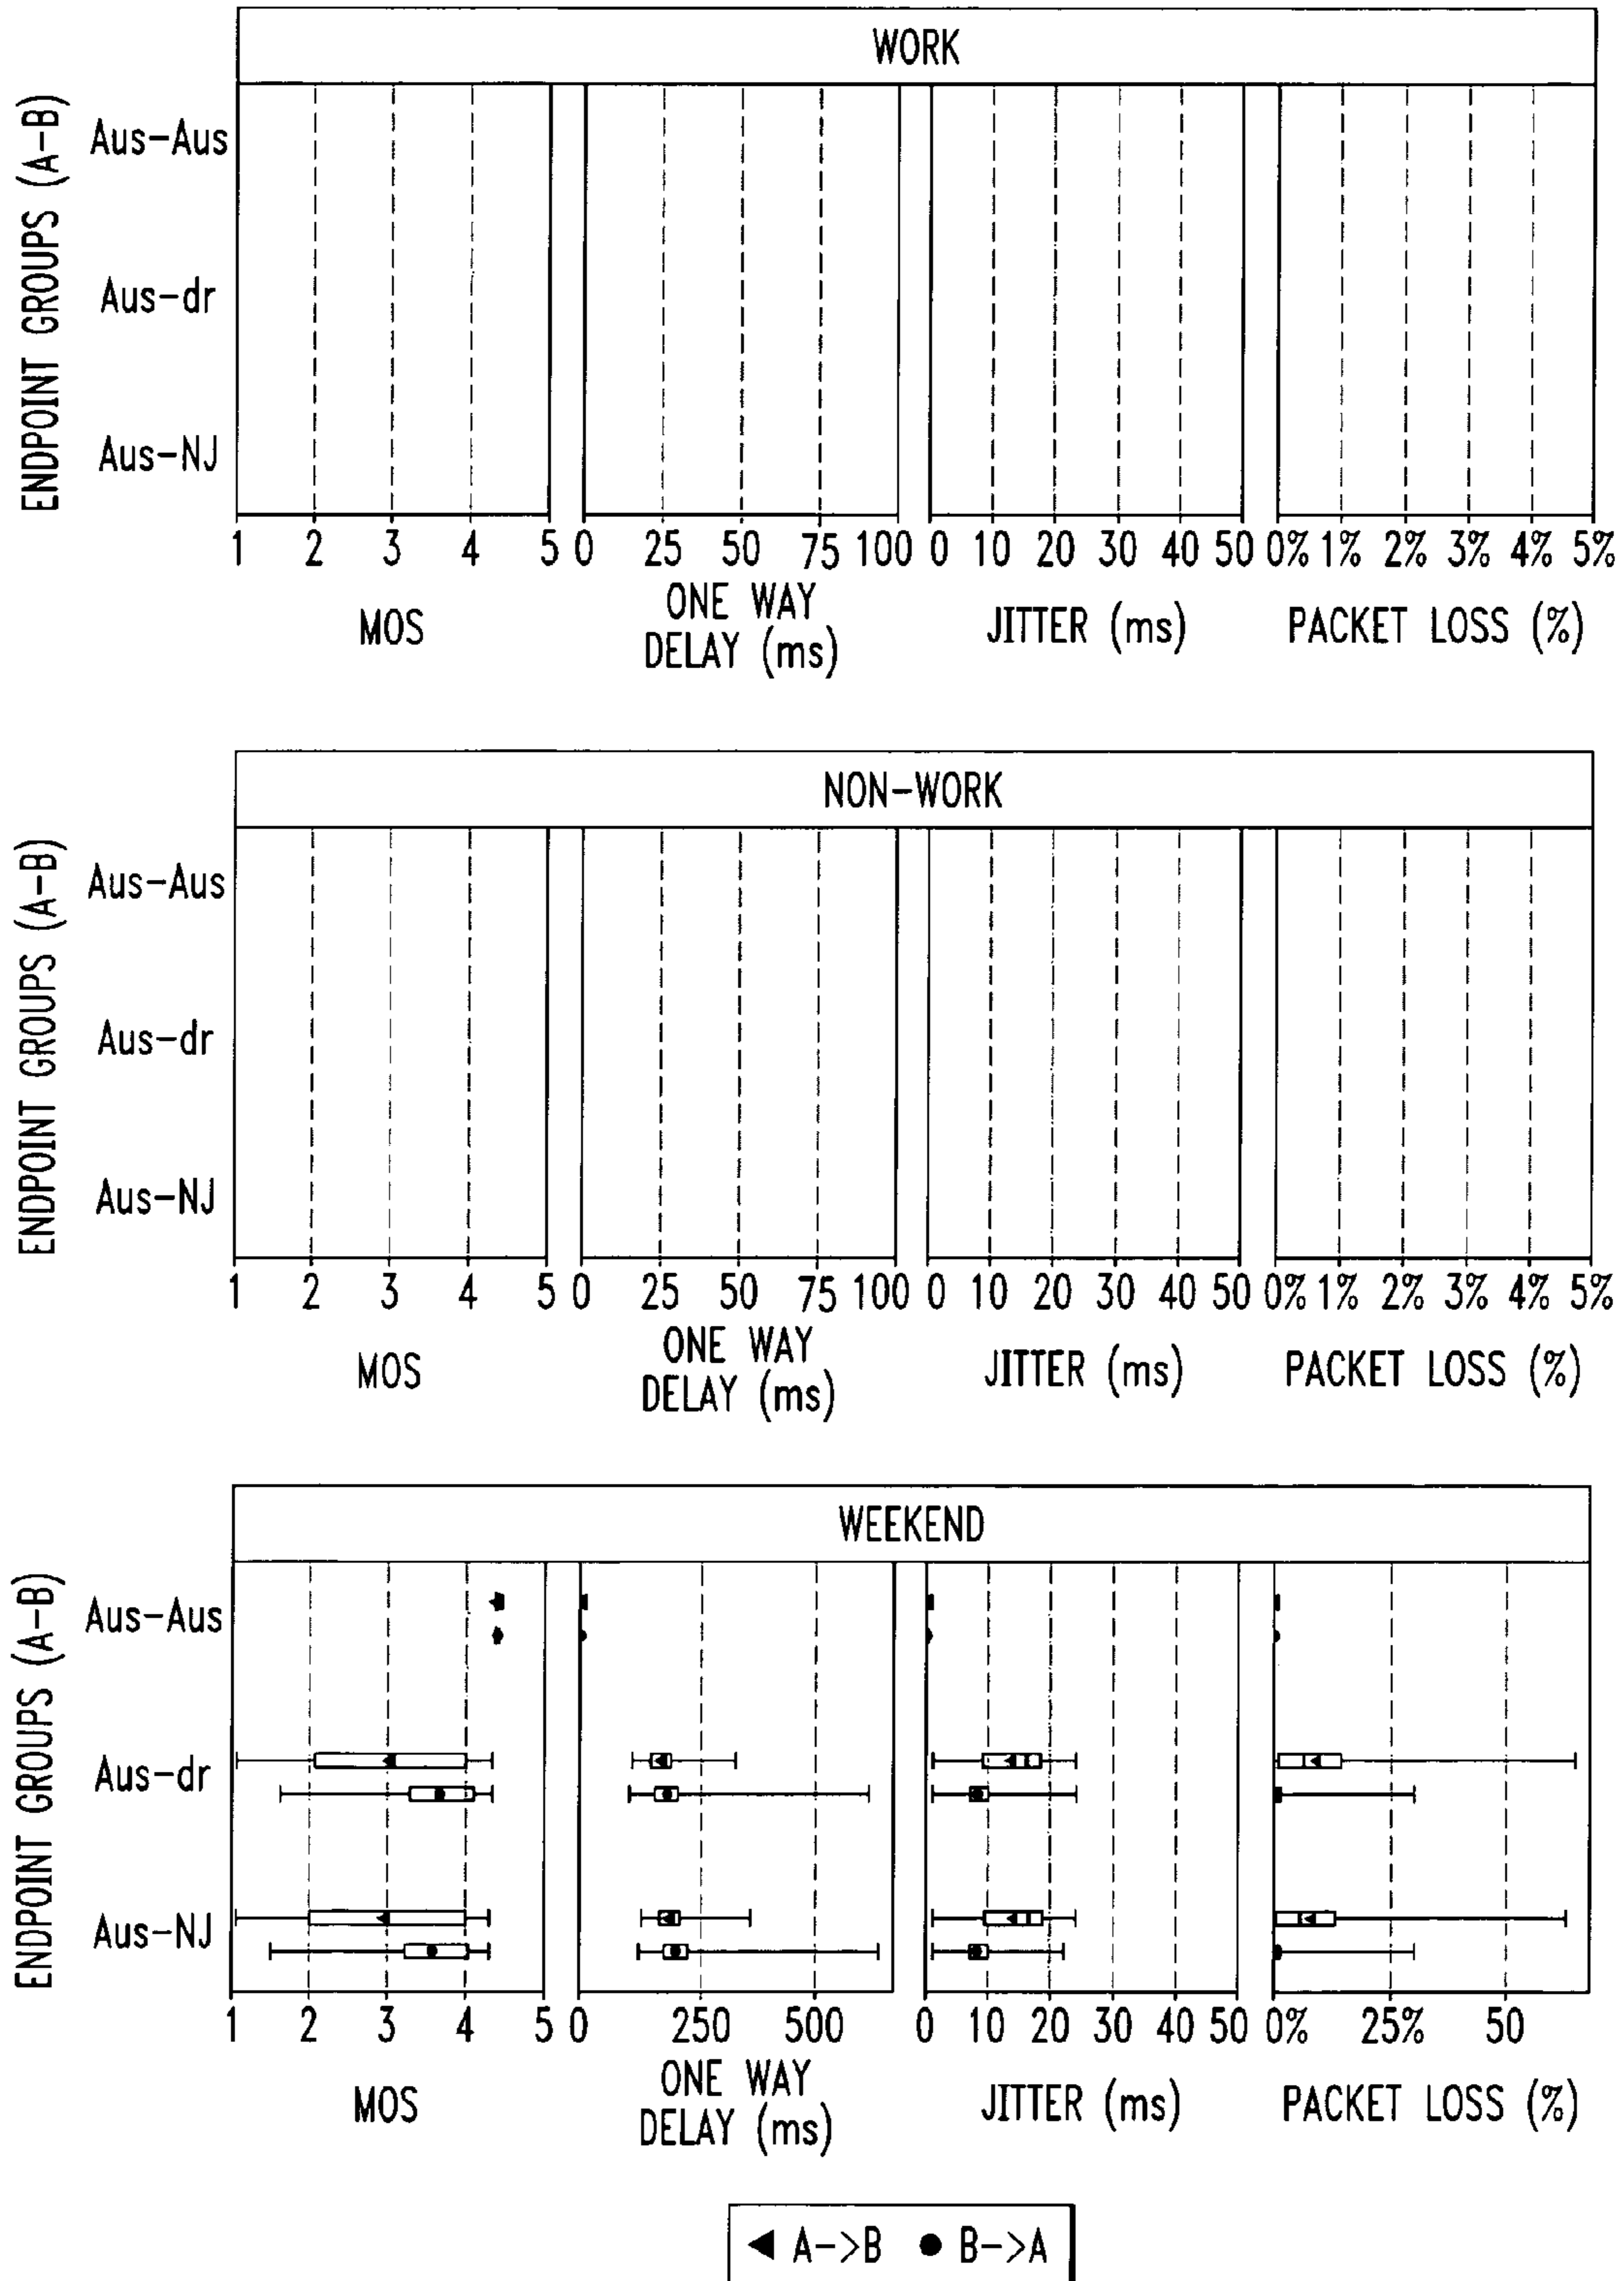 WORK
ENDPOINT GROUPS (A-B)
Aus-Aus
Aus-dr
Aus-NJ
1 2 3 4 5 0 25 50 75 100 0 10 20 30 40 50 0% 1% 2% 3% 4% 5%
MOS
ONE WAY
DELAY (ms)
JITTER (ms)
PACKET LOSS (%)
NON-WORK
ENDPOINT GROUPS (A-B)
Aus-Aus
Aus-dr
Aus-NJ
1 2 3 4 5 0 25 50 75 100 0 10 20 30 40 50 0% 1% 2% 3% 4% 5%
MOS
ONE WAY
DELAY (ms)
JITTER (ms)
PACKET LOSS (%)
WEEKEND
ENDPOINT GROUPS (A-B)
Aus-Aus
Aus-dr
Aus-NJ
1 2 3 4 5 0 250 500 0 10 20 30 40 50 0% 25% 50
MOS
ONE WAY
DELAY (ms)
JITTER (ms)
PACKET LOSS (%)
A->B B->A